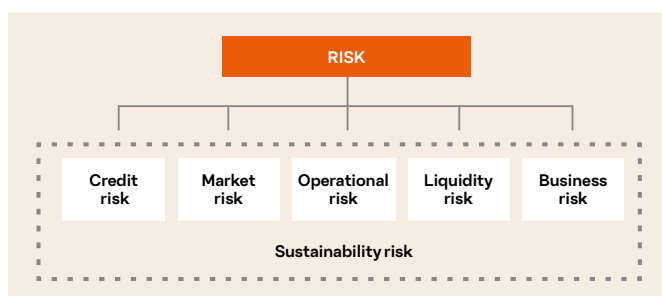 RISK
Credit
risk
Market
risk
Operational
risk
Liquidity
risk
Business
risk
Sustainability risk